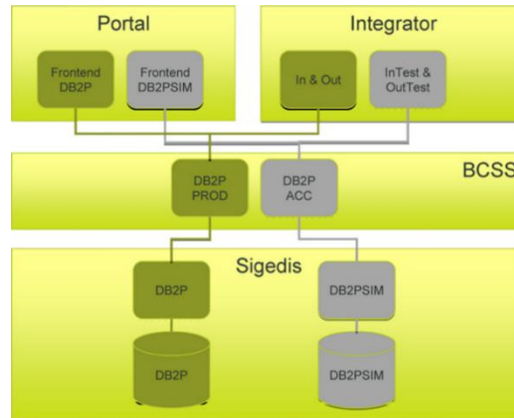 Portal
Integrator
Frontend
DB2P
Frontend
DB2PSIM
In & Out
InTest &
OutTest
BCSS
DB2P
PROD
DB2P
ACC
Sigedis
DB2P
DB2PSIM
DB2P
DB2PSIM